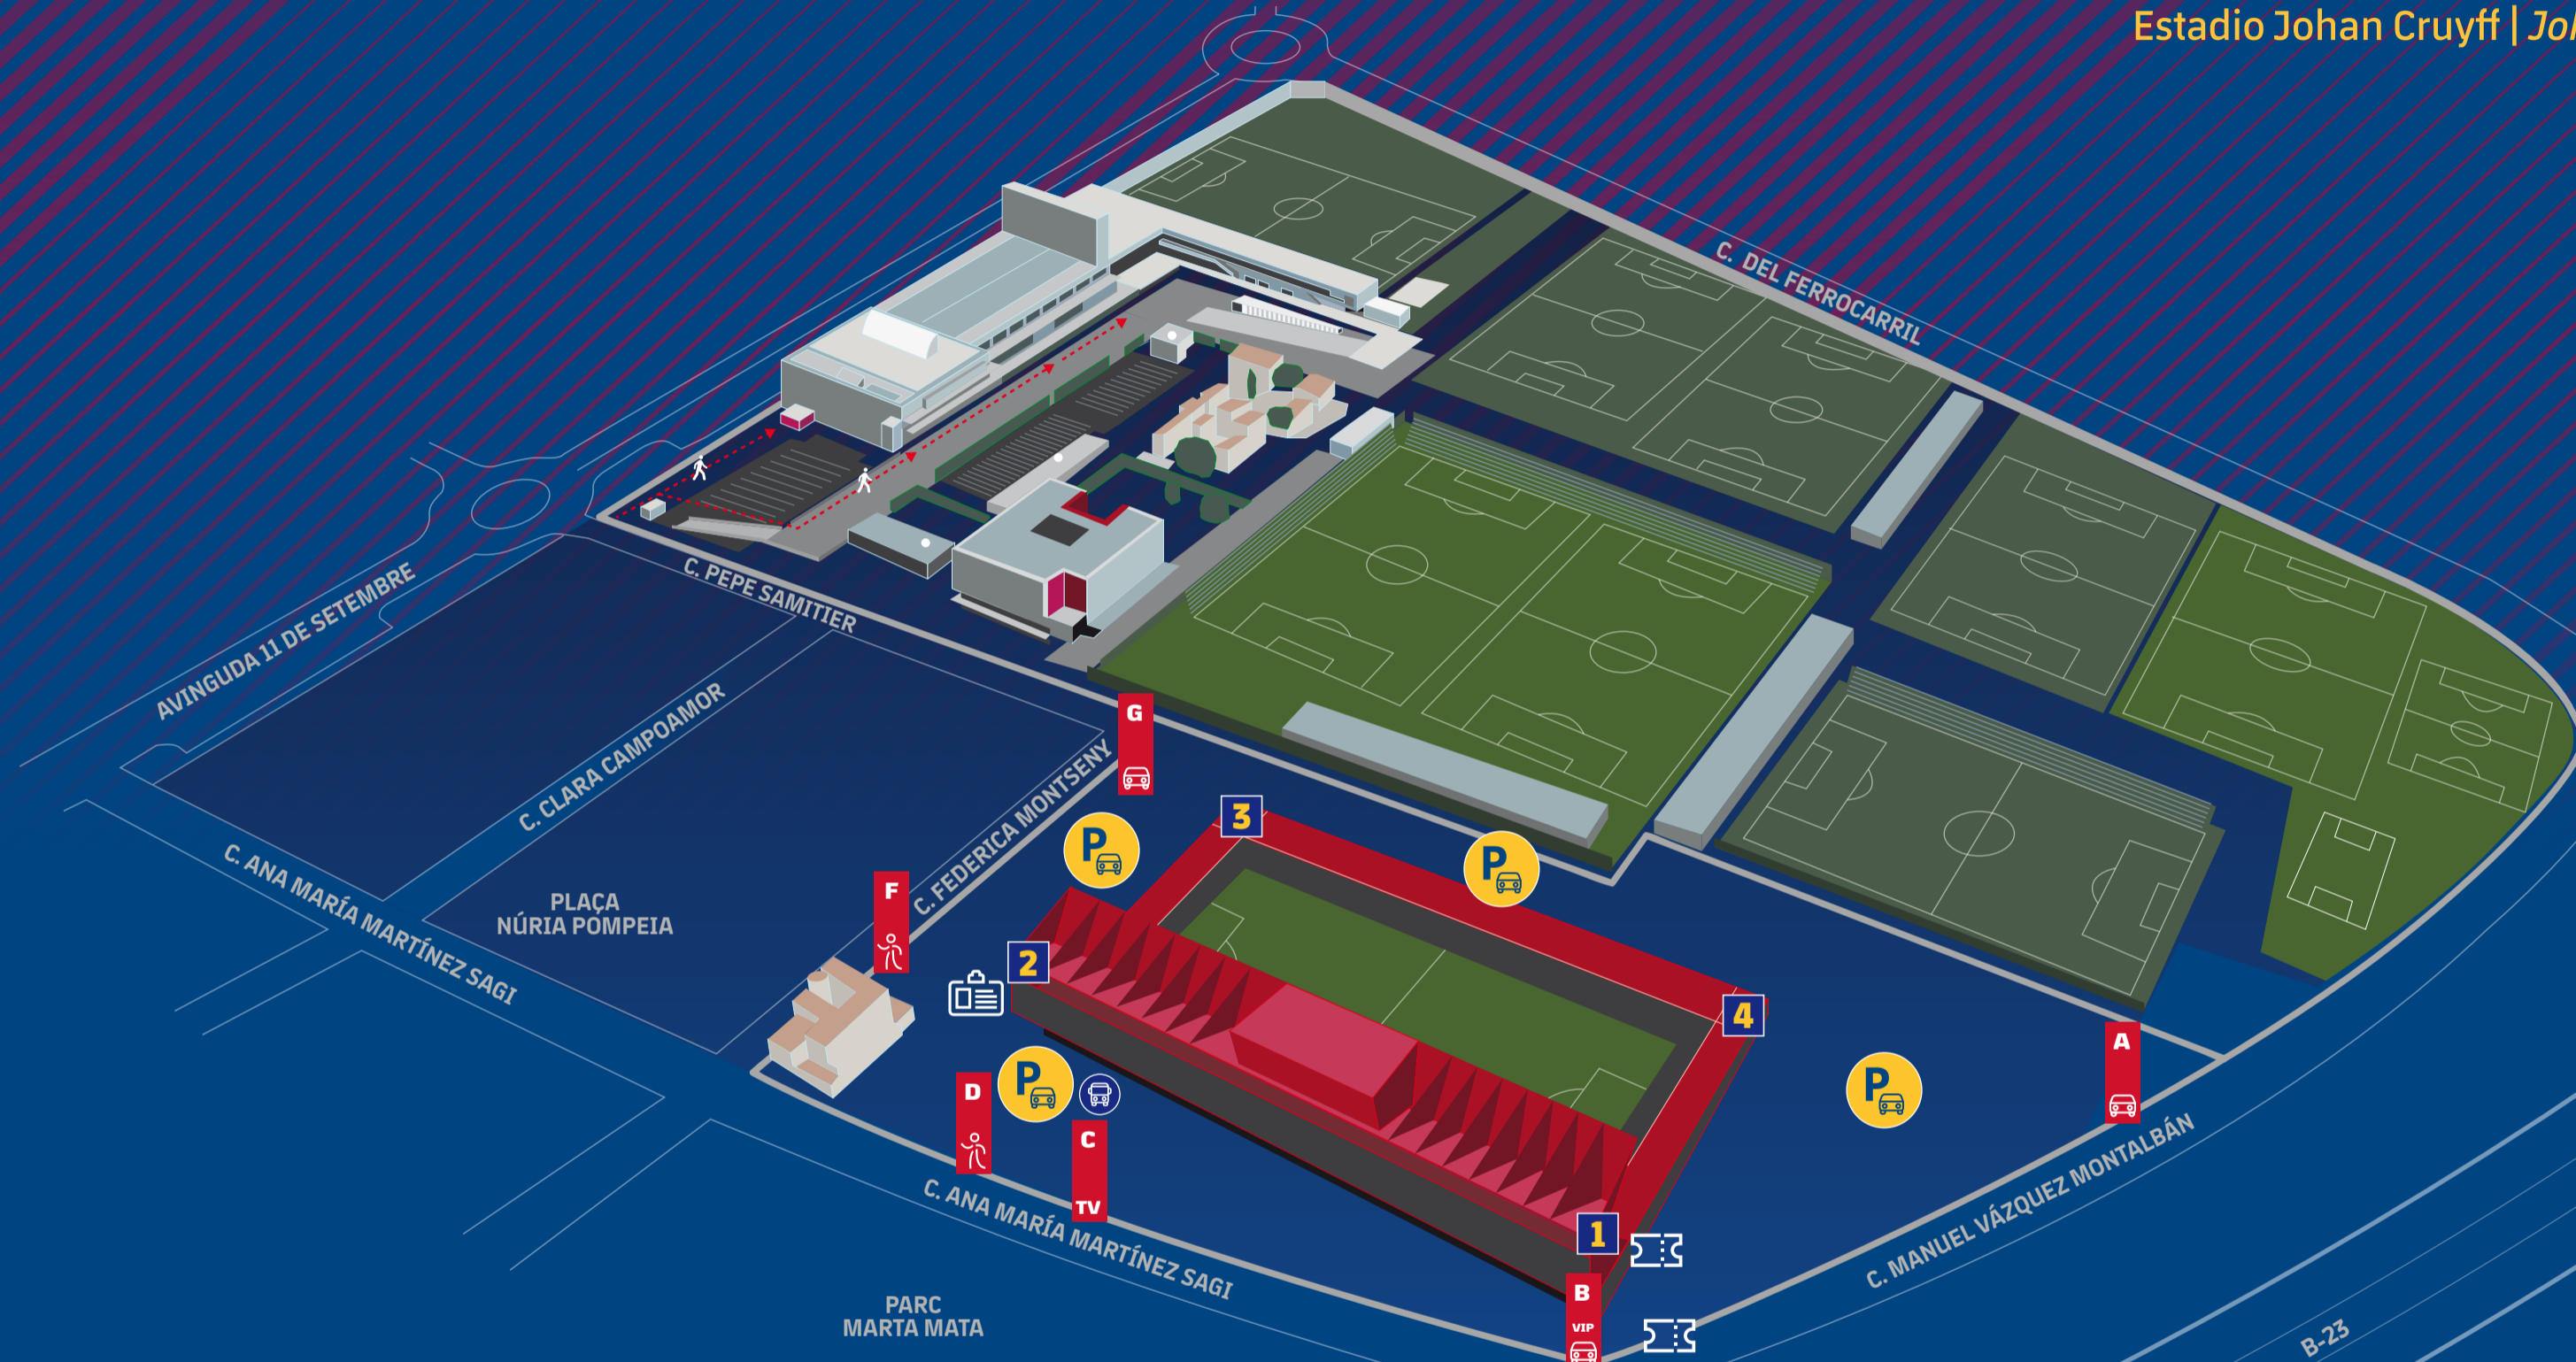 Estadio Johan Cruyff | Jo
C. DEL FERROCARRIL
AVINGUDA 11 DE SETEMBRE
C. PEPE SAMITIER
C. CLARA CAMPOAMOR
G
C. FEDERICA MONTSENY
C. ANA MARÍA MARTÍNEZ SAGI
PLAÇA
NÚRIA POMPEIA
F
P
3
P
2
4
A
P
D
P
C
TV
C. ANA MARÍA MARTÍNEZ SAGI
1
B
VIP
C. MANUEL VÁZQUEZ MONTALBÁN
PARC
MARTA MATA
B-23